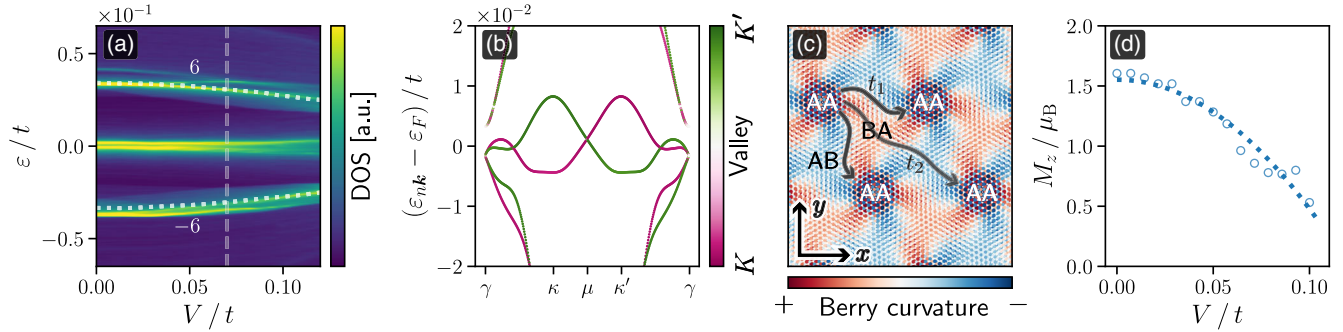 ×10⁻¹
(a)
6
−6
0.5
0.0
−0.5
ε / t
0.00
0.05
0.10
V / t
DOS [a.u.]
×10⁻²
(b)
2
1
0
−1
−2
(εₙₖ − ε_F) / t
γ
κ
μ
κ′
γ
K′
Valley
K
(c)
AA
t₁
AA
BA
AB
t₂
AA
AA
y
x
+ Berry curvature −
(d)
2.0
1.5
1.0
0.5
0.0
M_z / μ_B
0.00
0.05
0.10
V / t